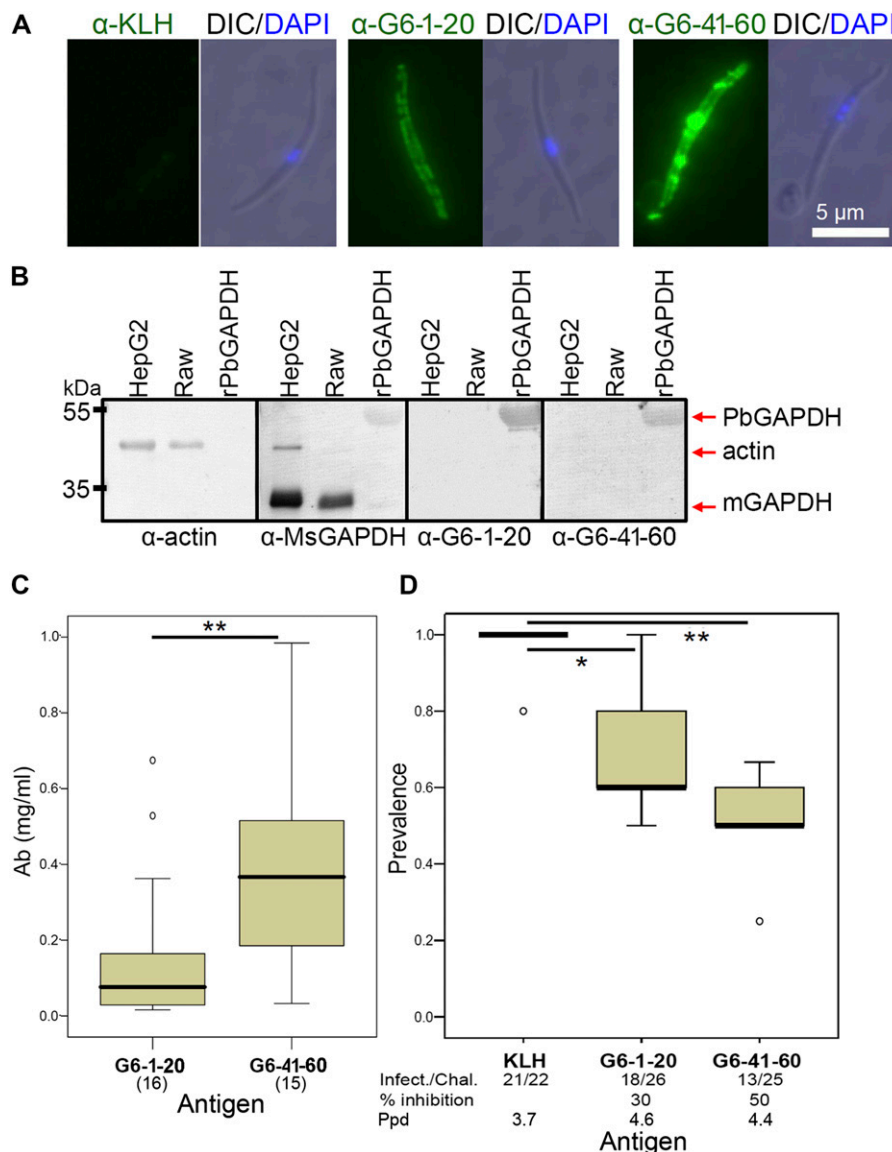 A
α-KLH DIC/DAPI α-G6-1-20 DIC/DAPI α-G6-41-60 DIC/DAPI
5 µm
B
HepG2 Raw rPbGAPDH HepG2 Raw rPbGAPDH HepG2 Raw rPbGAPDH HepG2 Raw rPbGAPDH
kDa
55
35
PbGAPDH
actin
mGAPDH
α-actin α-MsGAPDH α-G6-1-20 α-G6-41-60
C
**
Ab (mg/ml)
1.0
0.8
0.6
0.4
0.2
0.0
G6-1-20 G6-41-60
(16) (15)
Antigen
D
* **
Prevalence
1.0
0.8
0.6
0.4
0.2
0.0
KLH G6-1-20 G6-41-60
Infect./Chal. 21/22 18/26 13/25
% inhibition 30 50
Ppd 3.7 4.6 4.4
Antigen